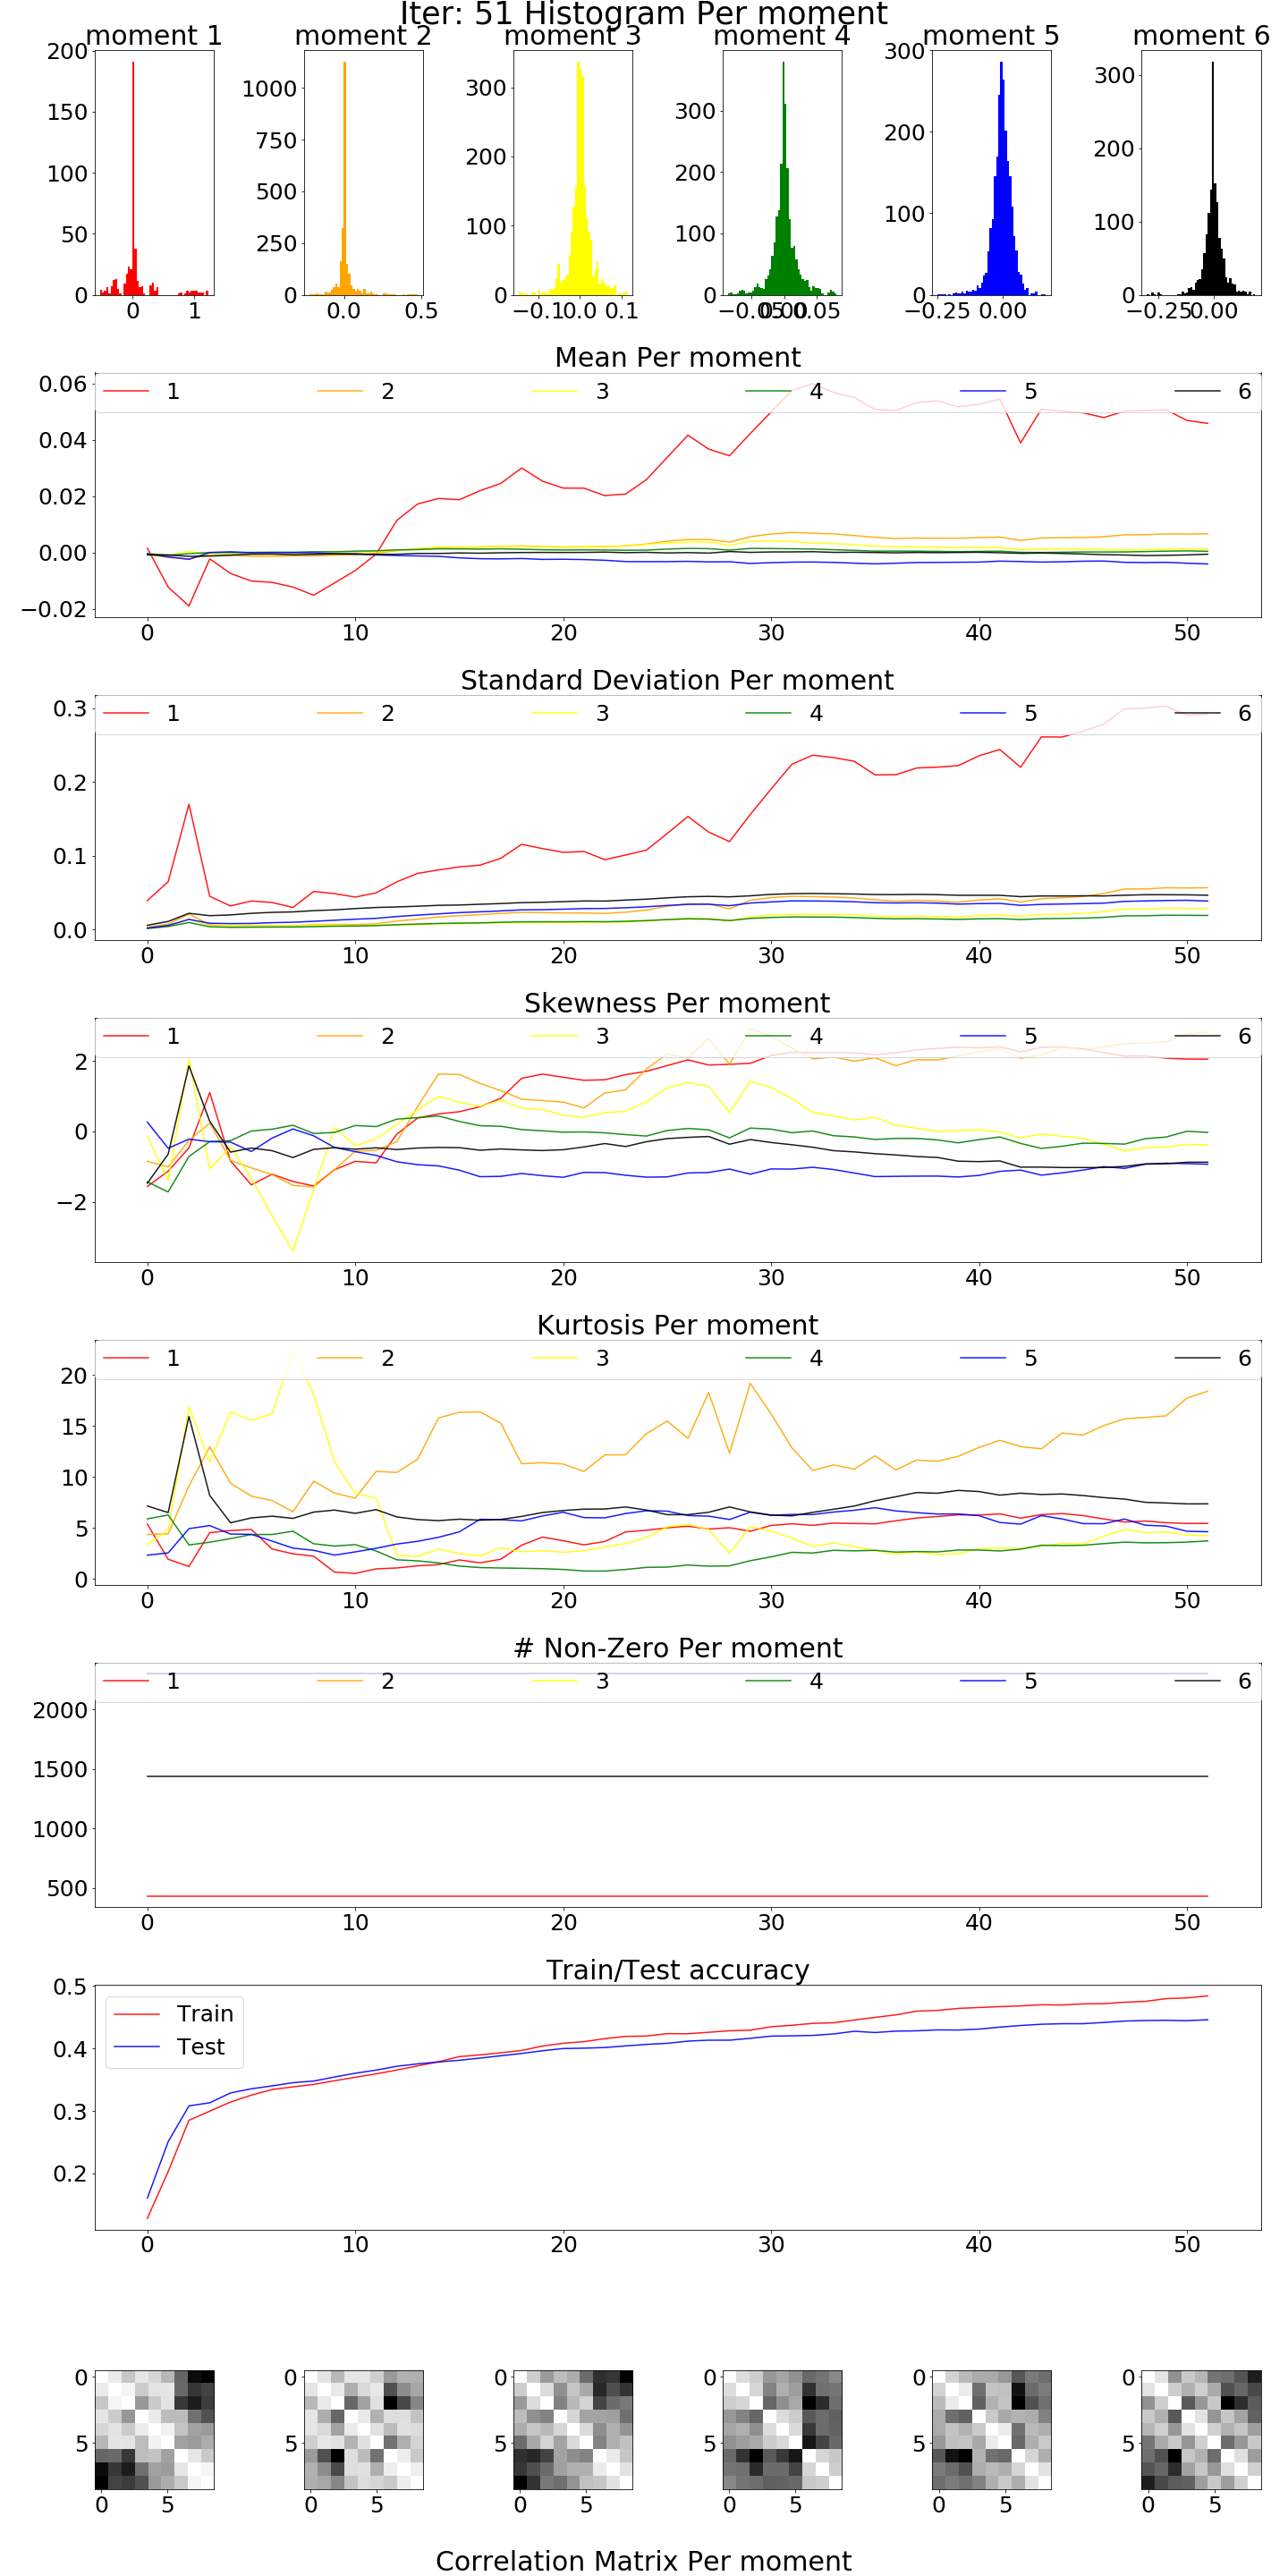 Iter: 51 Histogram Per moment
moment 1 moment 2 moment 3 moment 4 moment 5 moment 6
200 150 100 50 0
0 1
1000 750 500 250 0
0.0 0.5
300 200 100 0
−0.1 0.0 0.1
300 200 100 0
−0.05 0.00 0.05
300 200 100 0
−0.25 0.00
300 200 100 0
−0.25 0.00
Mean Per moment
1 2 3 4 5 6
0.06
0.04
0.02
0.00
−0.02
0 10 20 30 40 50
Standard Deviation Per moment
1 2 3 4 5 6
0.3
0.2
0.1
0.0
0 10 20 30 40 50
Skewness Per moment
1 2 3 4 5 6
2
0
−2
0 10 20 30 40 50
Kurtosis Per moment
1 2 3 4 5 6
20
15
10
5
0
0 10 20 30 40 50
# Non-Zero Per moment
1 2 3 4 5 6
2000
1500
1000
500
0 10 20 30 40 50
Train/Test accuracy
Train
Test
0.5
0.4
0.3
0.2
0 10 20 30 40 50
0 0 0 0 0 0
5 5 5 5 5 5
0 5 0 5 0 5 0 5 0 5 0 5
Correlation Matrix Per moment